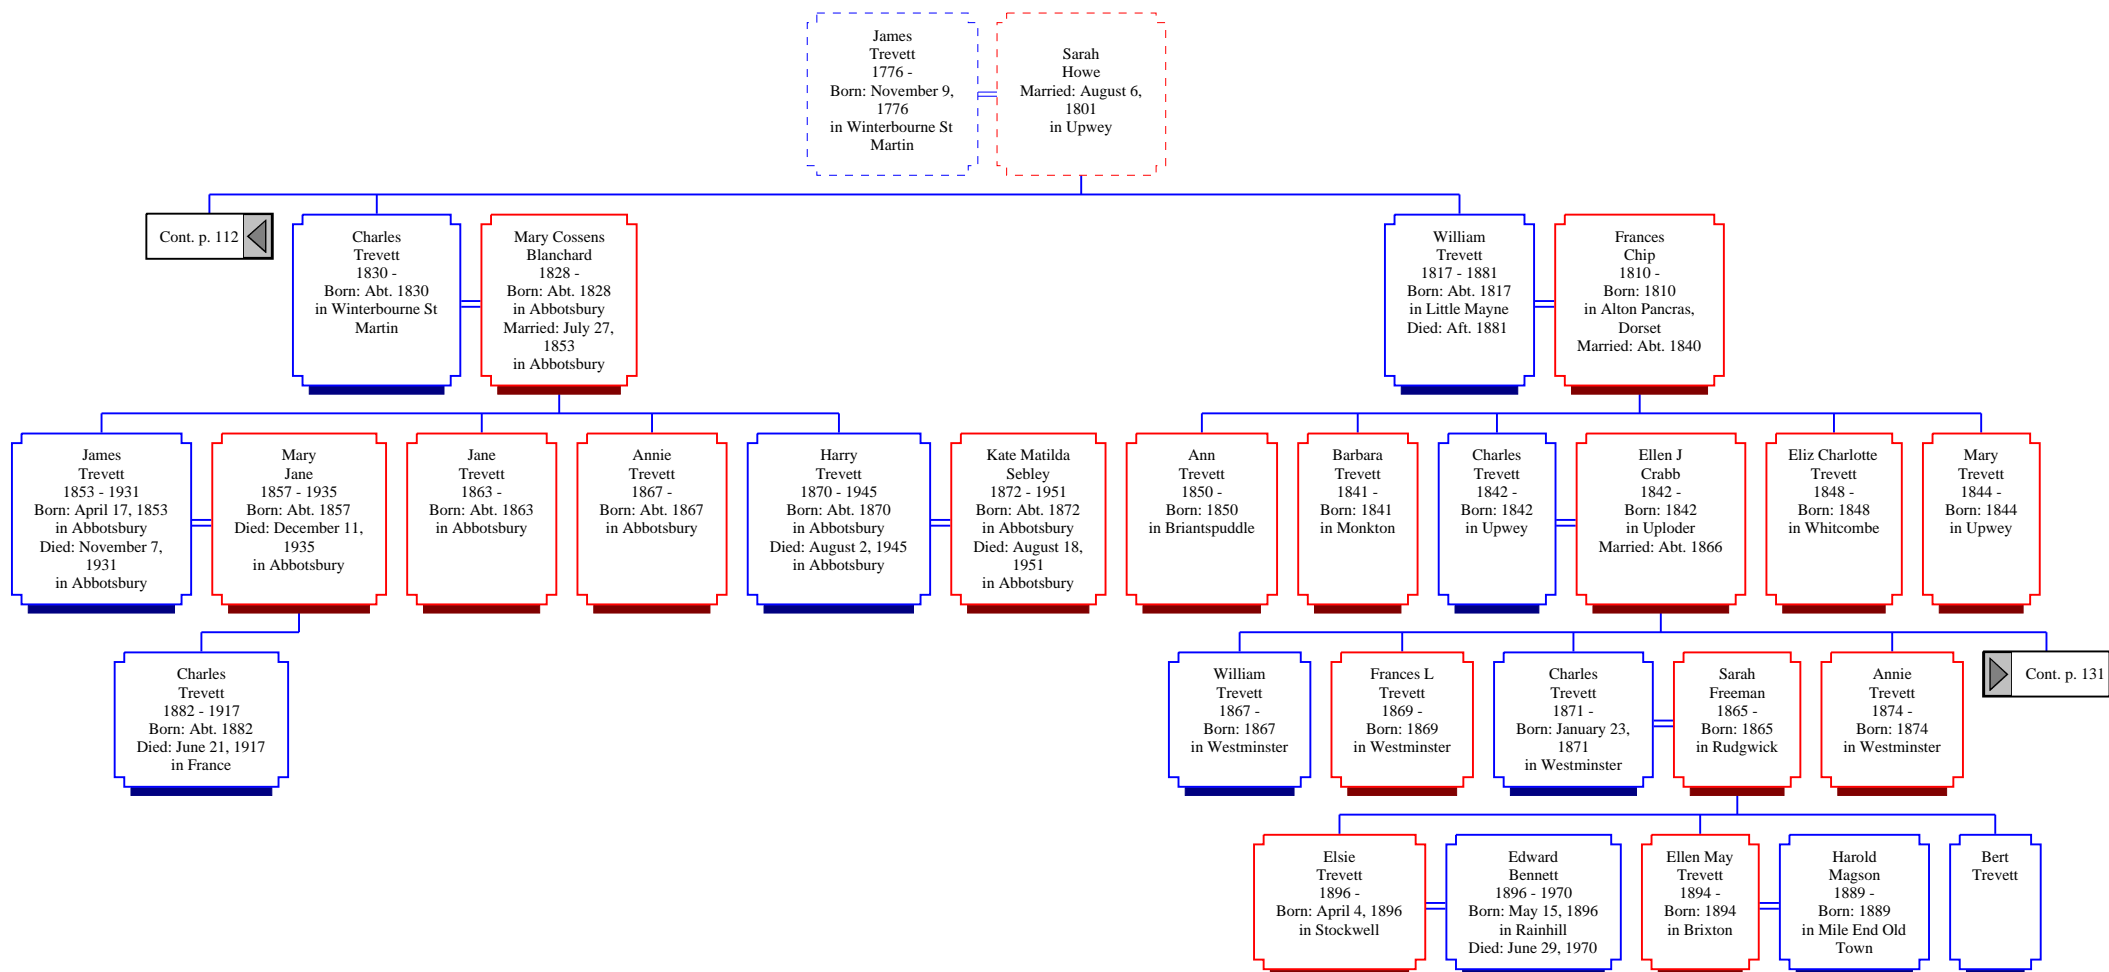 James
Trevett
1776 -
Born: November 9,
1776
in Winterbourne St
Martin
Sarah
Howe
Married: August 6,
1801
in Upwey
Cont. p. 112
Charles
Trevett
1830 -
Born: Abt. 1830
in Winterbourne St
Martin
Mary Cossens
Blanchard
1828 -
Born: Abt. 1828
in Abbotsbury
Married: July 27,
1853
in Abbotsbury
William
Trevett
1817 - 1881
Born: Abt. 1817
in Little Mayne
Died: Aft. 1881
Frances
Chip
1810 -
Born: 1810
in Alton Pancras,
Dorset
Married: Abt. 1840
James
Trevett
1853 - 1931
Born: April 17, 1853
in Abbotsbury
Died: November 7,
1931
in Abbotsbury
Mary
Jane
1857 - 1935
Born: Abt. 1857
Died: December 11,
1935
in Abbotsbury
Jane
Trevett
1863 -
Born: Abt. 1863
in Abbotsbury
Annie
Trevett
1867 -
Born: Abt. 1867
in Abbotsbury
Harry
Trevett
1870 - 1945
Born: Abt. 1870
in Abbotsbury
Died: August 2, 1945
in Abbotsbury
Kate Matilda
Sebley
1872 - 1951
Born: Abt. 1872
in Abbotsbury
Died: August 18,
1951
in Abbotsbury
Ann
Trevett
1850 -
Born: 1850
in Briantspuddle
Barbara
Trevett
1841 -
Born: 1841
in Monkton
Charles
Trevett
1842 -
Born: 1842
in Upwey
Ellen J
Crabb
1842 -
Born: 1842
in Uploder
Married: Abt. 1866
Eliz Charlotte
Trevett
1848 -
Born: 1848
in Whitcombe
Mary
Trevett
1844 -
Born: 1844
in Upwey
Charles
Trevett
1882 - 1917
Born: Abt. 1882
Died: June 21, 1917
in France
William
Trevett
1867 -
Born: 1867
in Westminster
Frances L
Trevett
1869 -
Born: 1869
in Westminster
Charles
Trevett
1871 -
Born: January 23,
1871
in Westminster
Sarah
Freeman
1865 -
Born: 1865
in Rudgwick
Annie
Trevett
1874 -
Born: 1874
in Westminster
Cont. p. 131
Elsie
Trevett
1896 -
Born: April 4, 1896
in Stockwell
Edward
Bennett
1896 - 1970
Born: May 15, 1896
in Rainhill
Died: June 29, 1970
Ellen May
Trevett
1894 -
Born: 1894
in Brixton
Harold
Magson
1889 -
Born: 1889
in Mile End Old
Town
Bert
Trevett